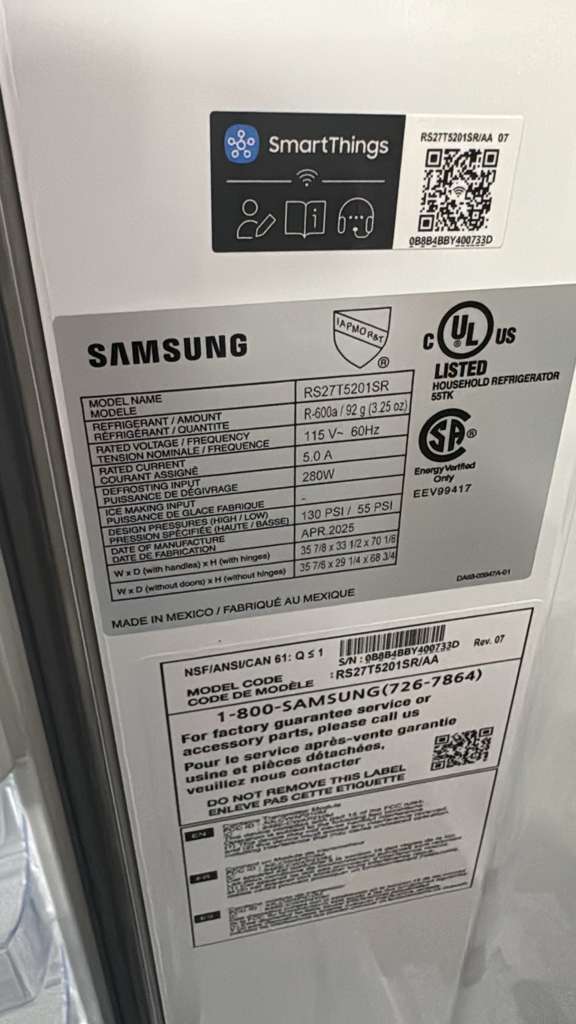 SmartThings
RS27T5201SR/AA 07
0B8B4BBY400733D
SAMSUNG
IAPMO R&T
®
C UL US
®
LISTED
HOUSEHOLD REFRIGERATOR
55TK
SA ®
Energy Verified
Only
EEV99417
MODEL NAME
MODELE
RS27T5201SR
REFRIGERANT / AMOUNT
RÉFRIGÉRANT / QUANTITE
R-600a / 92 g (3.25 oz)
RATED VOLTAGE / FREQUENCY
TENSION NOMINALE / FREQUENCE
115 V~ 60Hz
RATED CURRENT
COURANT ASSIGNÉ
5.0 A
DEFROSTING INPUT
PUISSANCE DE DÉGIVRAGE
280W
ICE MAKING INPUT
PUISSANCE DE GLACE FABRIQUE
-
DESIGN PRESSURES (HIGH / LOW)
PRESSION SPÉCIFIÉE (HAUTE / BASSE)
130 PSI / 55 PSI
DATE OF MANUFACTURE
DATE DE FABRICATION
APR.2025
W x D (with handles) x H (with hinges)
35 7/8 x 33 1/2 x 70 1/8
W x D (without doors) x H (without hinges)
35 7/8 x 29 1/4 x 68 3/4
MADE IN MEXICO / FABRIQUÉ AU MEXIQUE
NSF/ANSI/CAN 61: Q ≤ 1
S/N : 0B8B4BBY400733D
Rev. 07
MODEL CODE
CODE DE MODÈLE
: RS27T5201SR/AA
1-800-SAMSUNG(726-7864)
For factory guarantee service or
accessory parts, please call us
Pour le service après-vente garantie
usine et pièces détachées,
veuillez nous contacter
DO NOT REMOVE THIS LABEL
ENLEVE PAS CETTE ETIQUETTE
EN
FR
ES